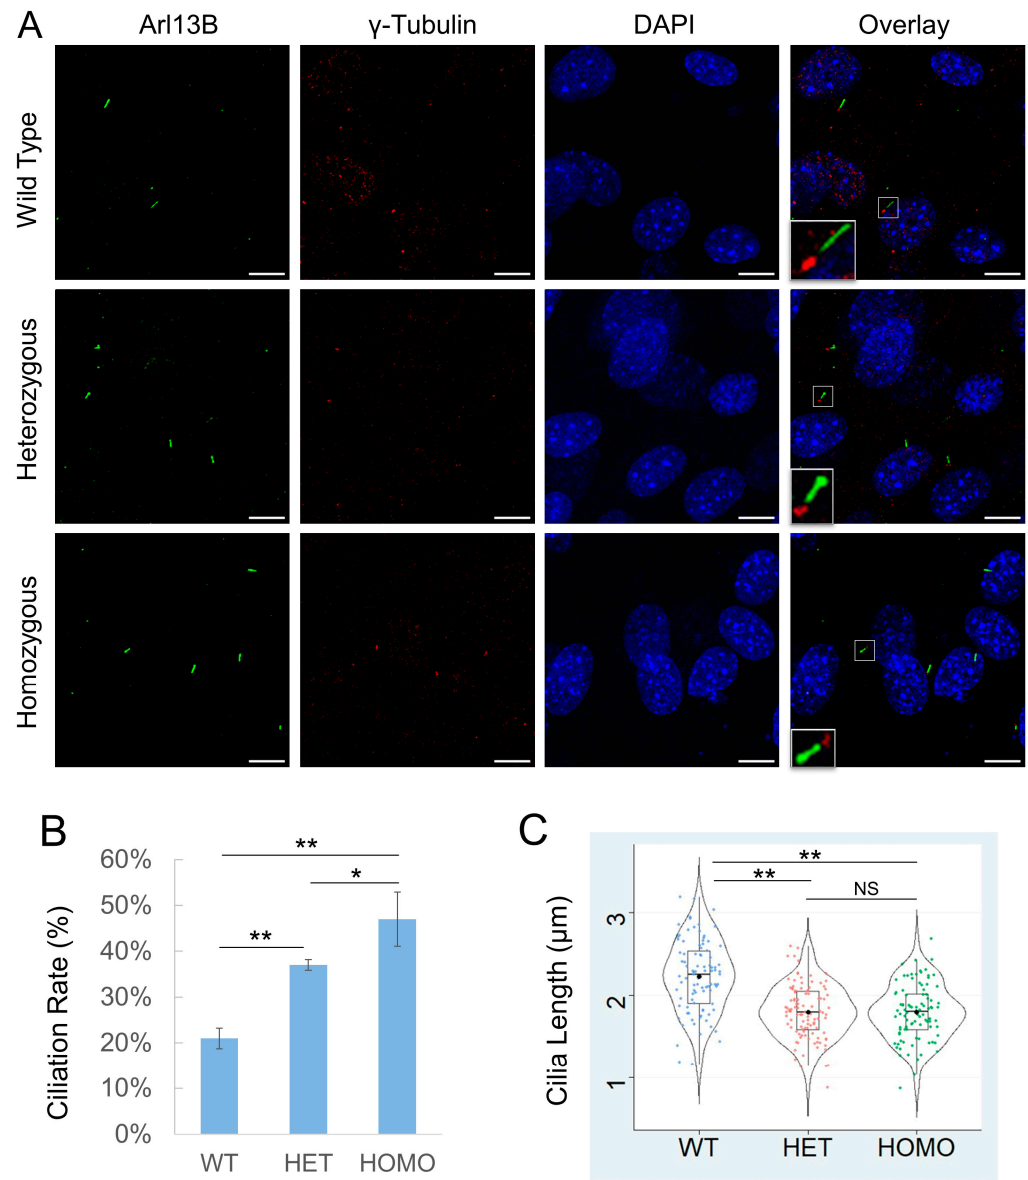 A
Arl13B
γ-Tubulin
DAPI
Overlay
Wild Type
Heterozygous
Homozygous
B
Ciliation Rate (%)
60%
50%
40%
30%
20%
10%
0%
**
*
**
WT
HET
HOMO
C
Cilia Length (µm)
3
2
1
**
**
NS
WT
HET
HOMO